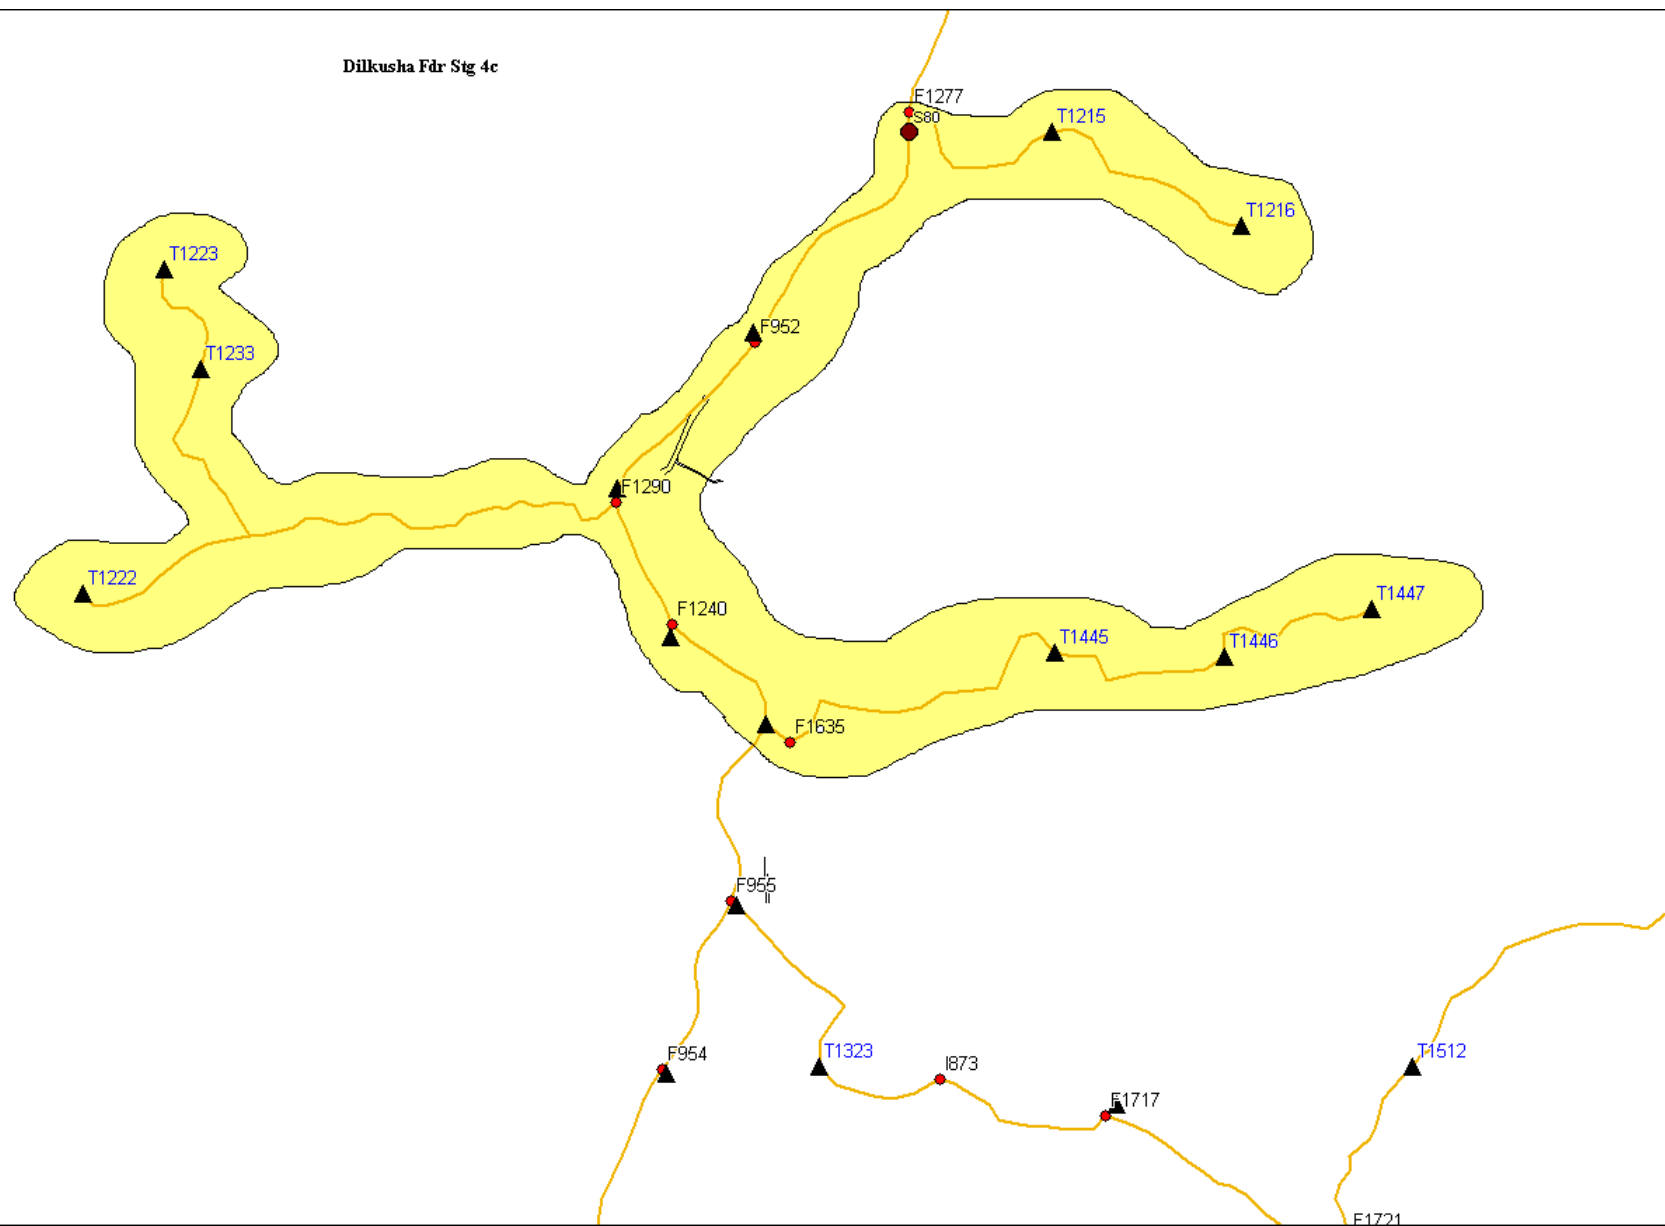 Dilkusha Fdr Stg 4c
F1277
S80
T1215
T1216
T1223
F952
T1233
F1290
T1222
F1240
T1447
T1445
T1446
F1635
F955
F954
T1323
I873
T1512
F1717
F1721